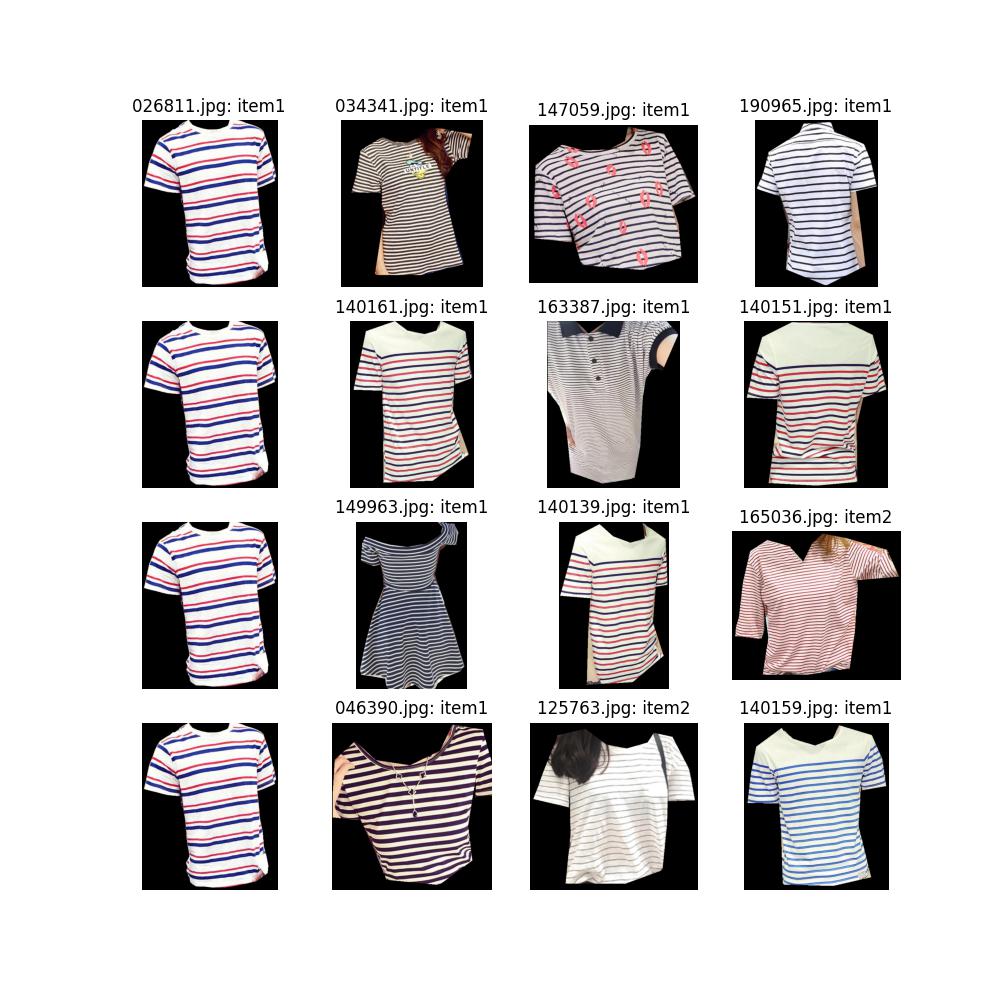 026811.jpg: item1
034341.jpg: item1
147059.jpg: item1
190965.jpg: item1
140161.jpg: item1
163387.jpg: item1
140151.jpg: item1
149963.jpg: item1
140139.jpg: item1
165036.jpg: item2
046390.jpg: item1
125763.jpg: item2
140159.jpg: item1